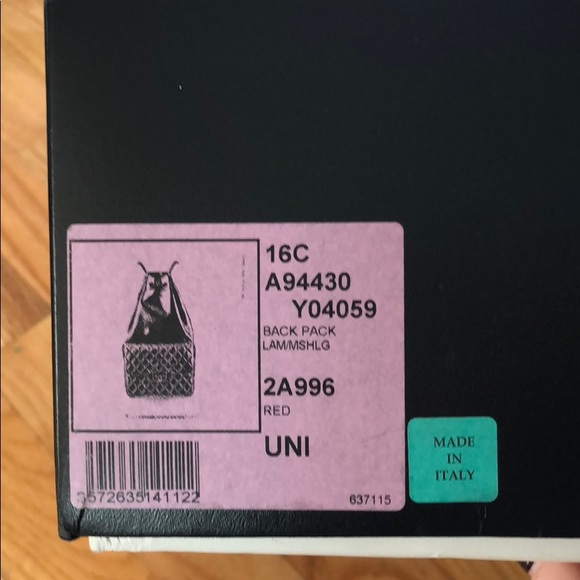 16C
A94430
Y04059
BACK PACK
LAM/MSHLG
2A996
RED
UNI
3572635141122
637115
MADE
IN
ITALY